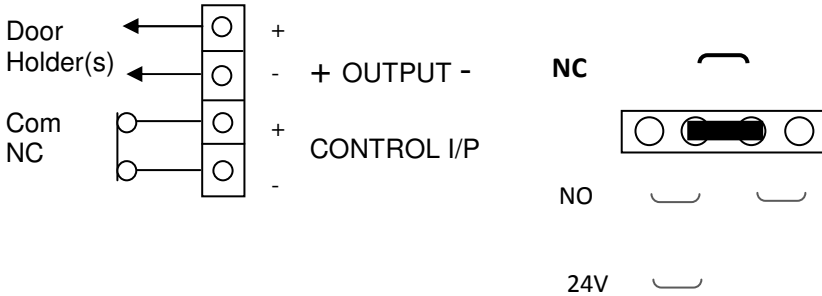 Door
Holder(s)
+
-
+ OUTPUT -
Com
NC
+
-
CONTROL I/P
NC
NO
24V